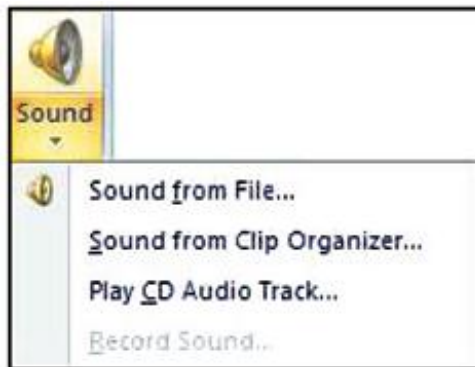 Sound
Sound from File...
Sound from Clip Organizer...
Play CD Audio Track...
Record Sound...